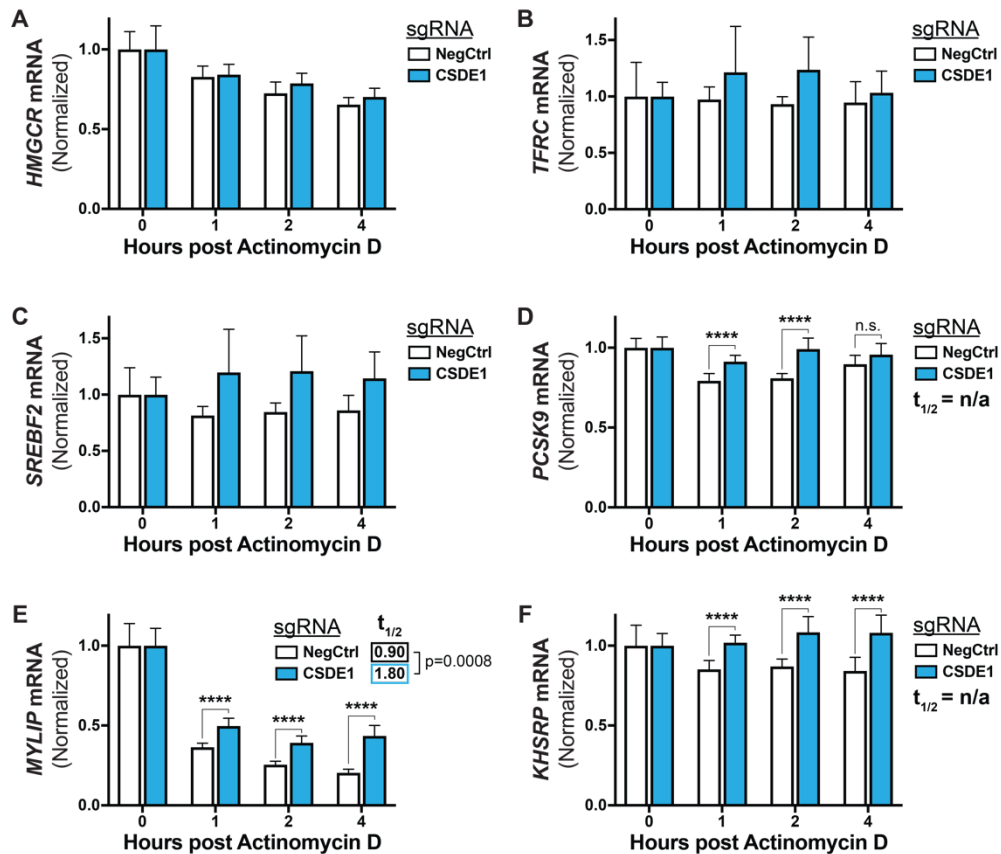 A
HMGCR mRNA
(Normalized)
1.0
0.5
0.0
0 1 2 4
Hours post Actinomycin D
sgRNA
NegCtrl
CSDE1
B
TFRC mRNA
(Normalized)
1.5
1.0
0.5
0.0
0 1 2 4
Hours post Actinomycin D
sgRNA
NegCtrl
CSDE1
C
SREBF2 mRNA
(Normalized)
1.5
1.0
0.5
0.0
0 1 2 4
Hours post Actinomycin D
sgRNA
NegCtrl
CSDE1
D
PCSK9 mRNA
(Normalized)
1.0
0.5
0.0
**** **** n.s.
0 1 2 4
Hours post Actinomycin D
sgRNA
NegCtrl
CSDE1
t1/2 = n/a
E
MYLIP mRNA
(Normalized)
1.0
0.5
0.0
sgRNA t1/2
NegCtrl 0.90
CSDE1 1.80
p=0.0008
**** **** ****
0 1 2 4
Hours post Actinomycin D
F
KHSRP mRNA
(Normalized)
1.0
0.5
0.0
**** **** ****
0 1 2 4
Hours post Actinomycin D
sgRNA
NegCtrl
CSDE1
t1/2 = n/a